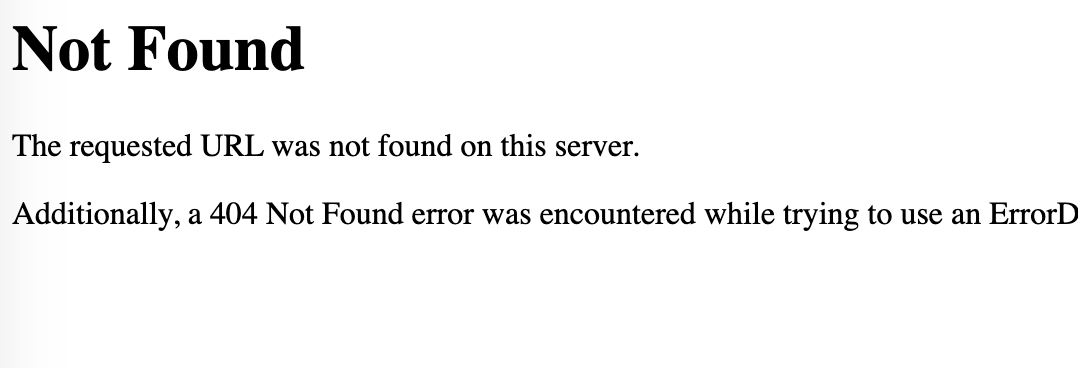 Not Found
The requested URL was not found on this server.
Additionally, a 404 Not Found error was encountered while trying to use an ErrorD